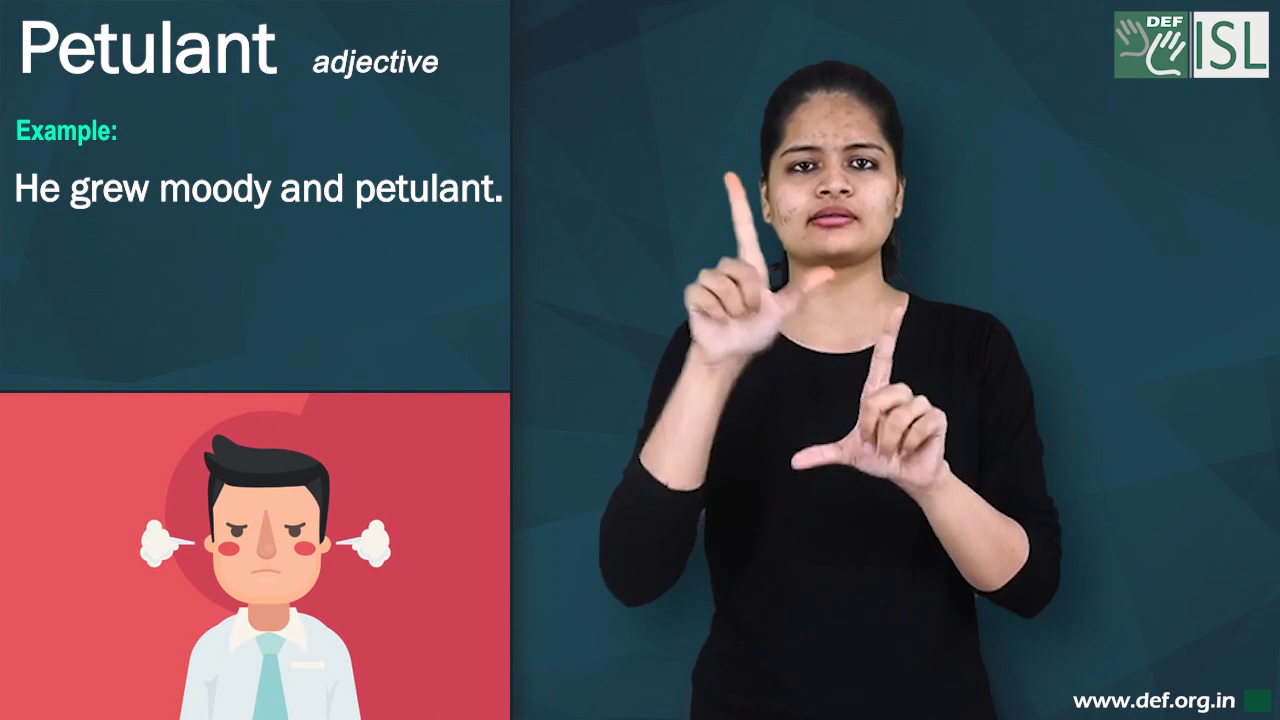 Petulant adjective
Example:
He grew moody and petulant.
DEF
ISL
www.def.org.in